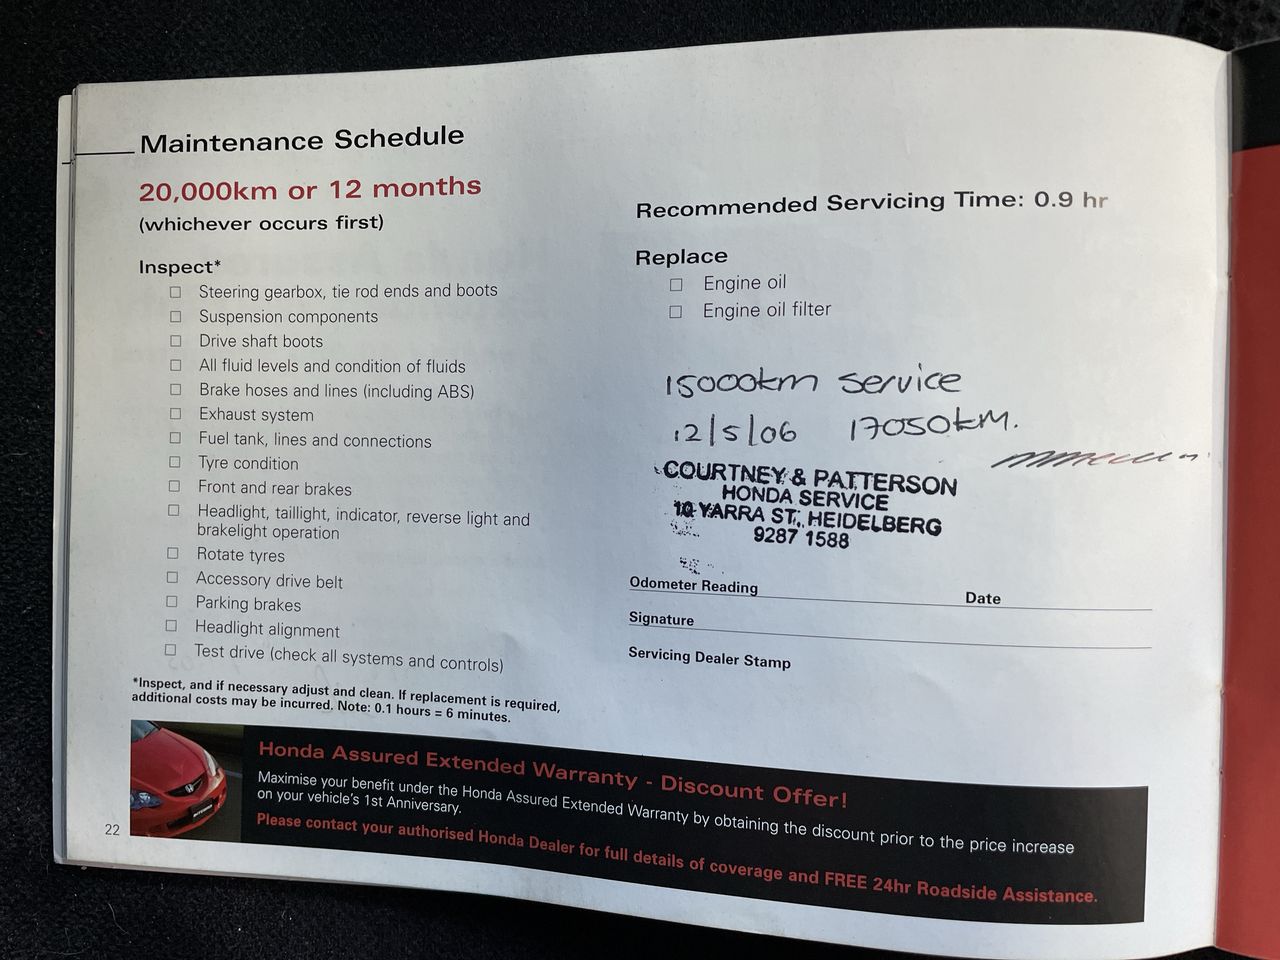 Maintenance Schedule
20,000km or 12 months
(whichever occurs first)
Inspect*
Steering gearbox, tie rod ends and boots
Suspension components
Drive shaft boots
All fluid levels and condition of fluids
Brake hoses and lines (including ABS)
Exhaust system
Fuel tank, lines and connections
Tyre condition
Front and rear brakes
Headlight, taillight, indicator, reverse light and
brakelight operation
Rotate tyres
Accessory drive belt
Parking brakes
Headlight alignment
Test drive (check all systems and controls)
*Inspect, and if necessary adjust and clean. If replacement is required,
additional costs may be incurred. Note: 0.1 hours = 6 minutes.
Recommended Servicing Time: 0.9 hr
Replace
Engine oil
Engine oil filter
15000km service
12/5/06 17050km.
COURTNEY & PATTERSON
HONDA SERVICE
10 YARRA ST., HEIDELBERG
9287 1588
Odometer Reading Date
Signature
Servicing Dealer Stamp
Honda Assured Extended Warranty - Discount Offer!
Maximise your benefit under the Honda Assured Extended Warranty by obtaining the discount prior to the price increase
on your vehicle's 1st Anniversary.
Please contact your authorised Honda Dealer for full details of coverage and FREE 24hr Roadside Assistance.
22